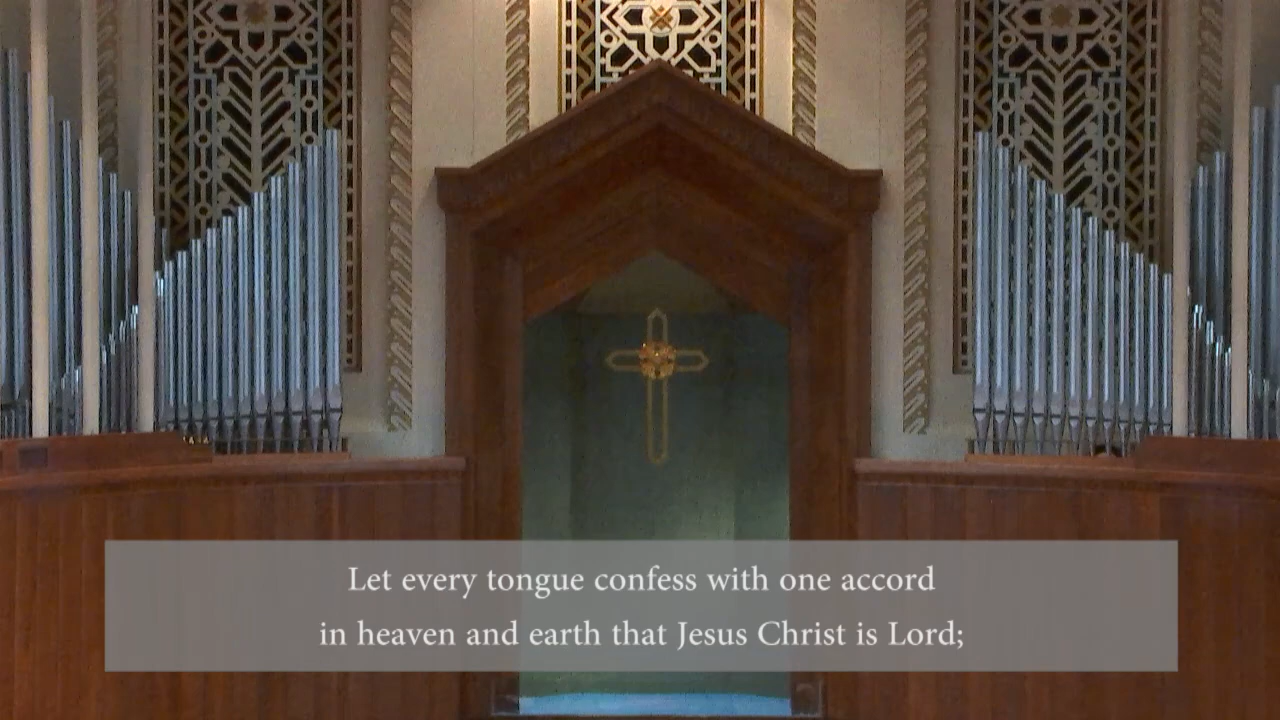 Let every tongue confess with one accord
in heaven and earth that Jesus Christ is Lord;